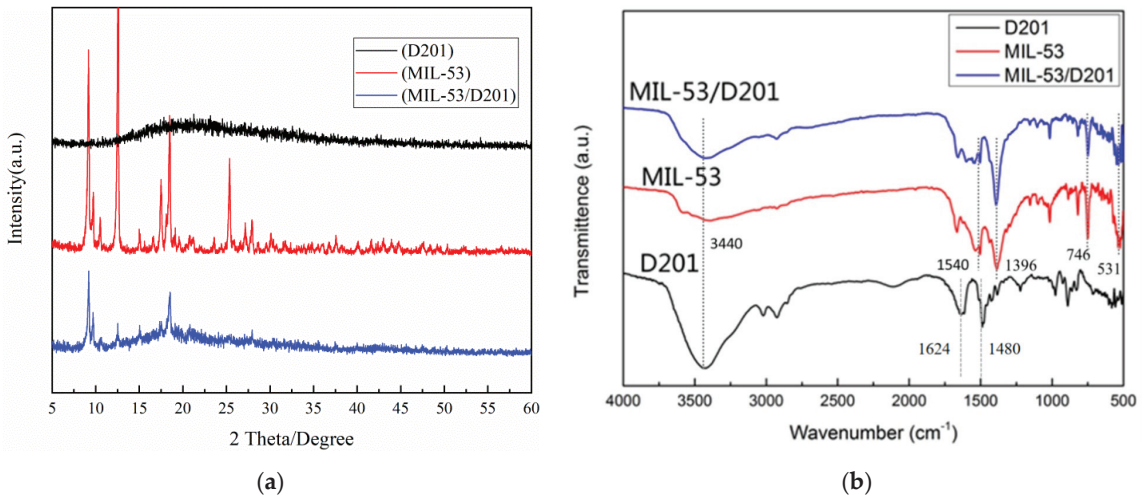 (D201)
(MIL-53)
(MIL-53/D201)
Intensity(a.u.)
5 10 15 20 25 30 35 40 45 50 55 60
2 Theta/Degree
(a)
D201
MIL-53
MIL-53/D201
MIL-53/D201
MIL-53
3440
1540 1396 746 531
D201
1624 1480
Transmittence (a.u.)
4000 3500 3000 2500 2000 1500 1000 500
Wavenumber (cm⁻¹)
(b)